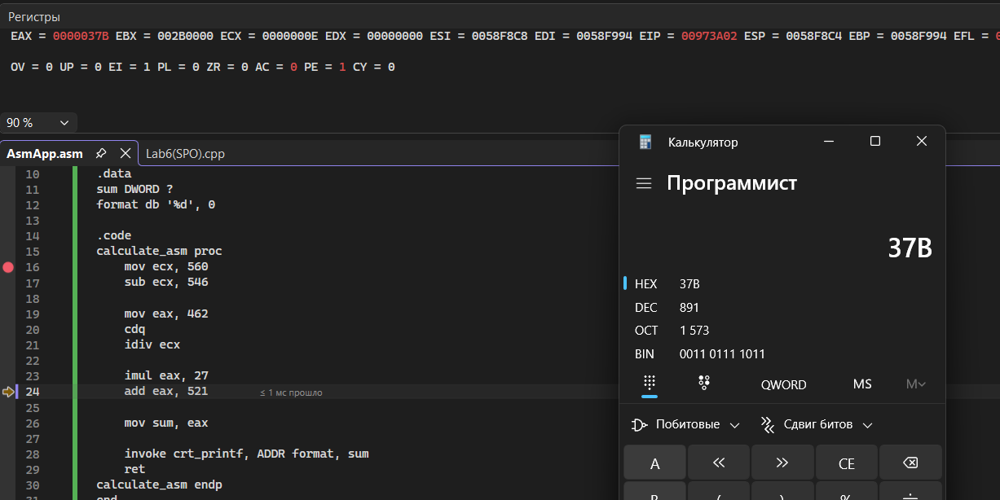 Регистры
EAX = 0000037B EBX = 002B0000 ECX = 0000000E EDX = 00000000 ESI = 0058F8C8 EDI = 0058F994 EIP = 00973A02 ESP = 0058F8C4 EBP = 0058F994 EFL =
OV = 0 UP = 0 EI = 1 PL = 0 ZR = 0 AC = 0 PE = 1 CY = 0
90 %
AsmApp.asm Lab6(SPO).cpp
10 .data
11 sum DWORD ?
12 format db '%d', 0
13
14 .code
15 calculate_asm proc
16 mov ecx, 560
17 sub ecx, 546
18
19 mov eax, 462
20 cdq
21 idiv ecx
22
23 imul eax, 27
24 add eax, 521 ≤ 1 мс прошло
25
26 mov sum, eax
27
28 invoke crt_printf, ADDR format, sum
29 ret
30 calculate_asm endp
31 end
Калькулятор
Программист
37B
HEX 37B
DEC 891
OCT 1 573
BIN 0011 0111 1011
QWORD MS M
Побитовые Сдвиг битов
A << >> CE
B ( ) % ÷